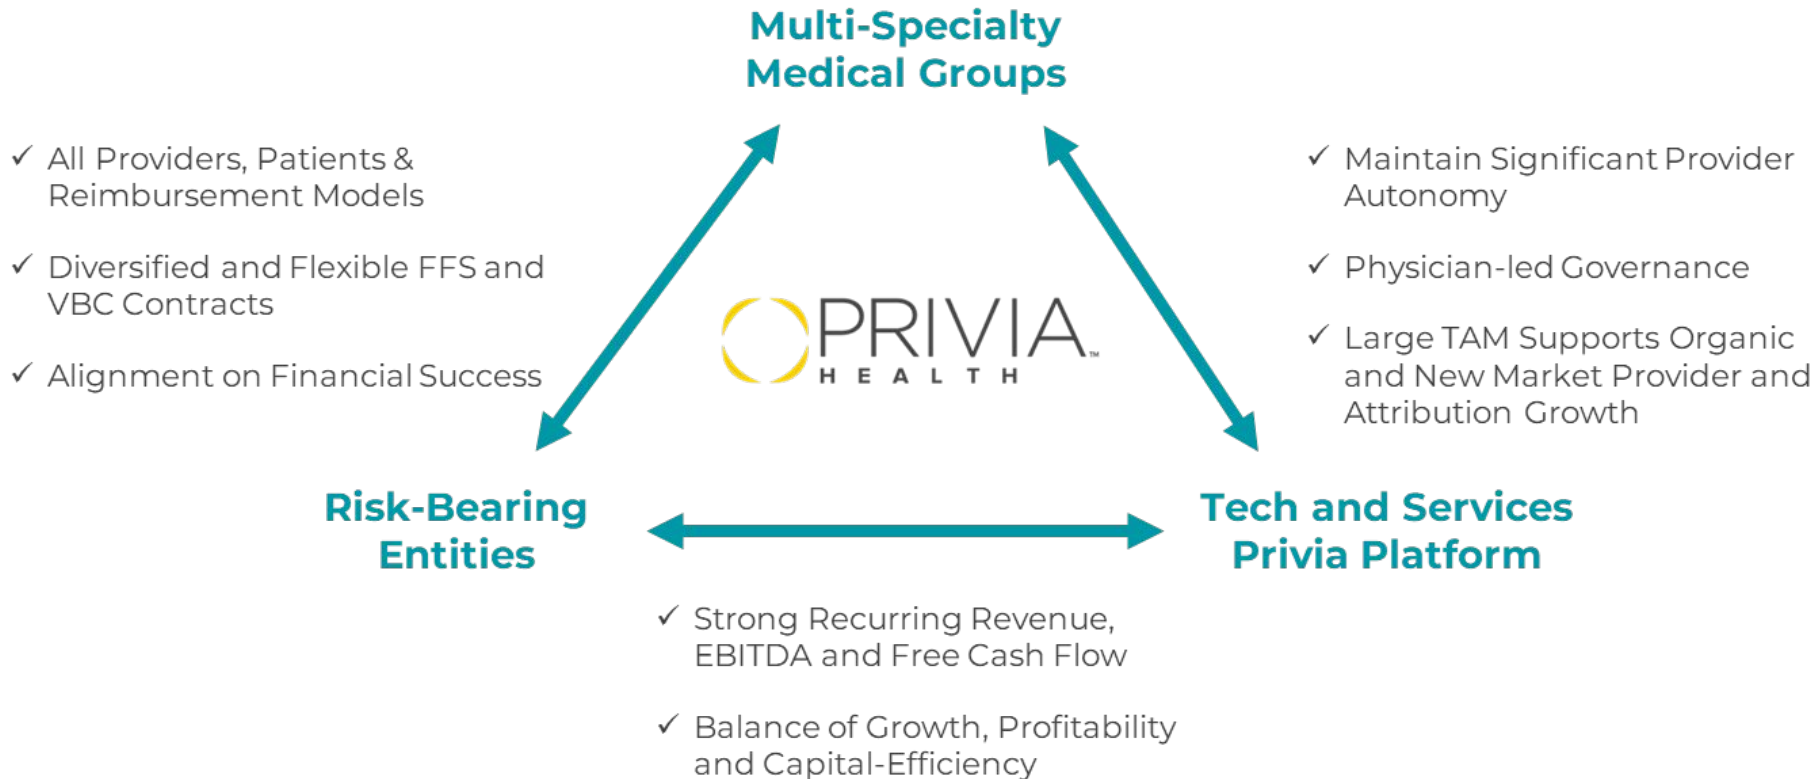 Multi-Specialty
Medical Groups
✓ All Providers, Patients &
Reimbursement Models
✓ Diversified and Flexible FFS and
VBC Contracts
✓ Alignment on Financial Success
PRIVIA™
HEALTH
✓ Maintain Significant Provider
Autonomy
✓ Physician-led Governance
✓ Large TAM Supports Organic
and New Market Provider and
Attribution Growth
Risk-Bearing
Entities
Tech and Services
Privia Platform
✓ Strong Recurring Revenue,
EBITDA and Free Cash Flow
✓ Balance of Growth, Profitability
and Capital-Efficiency